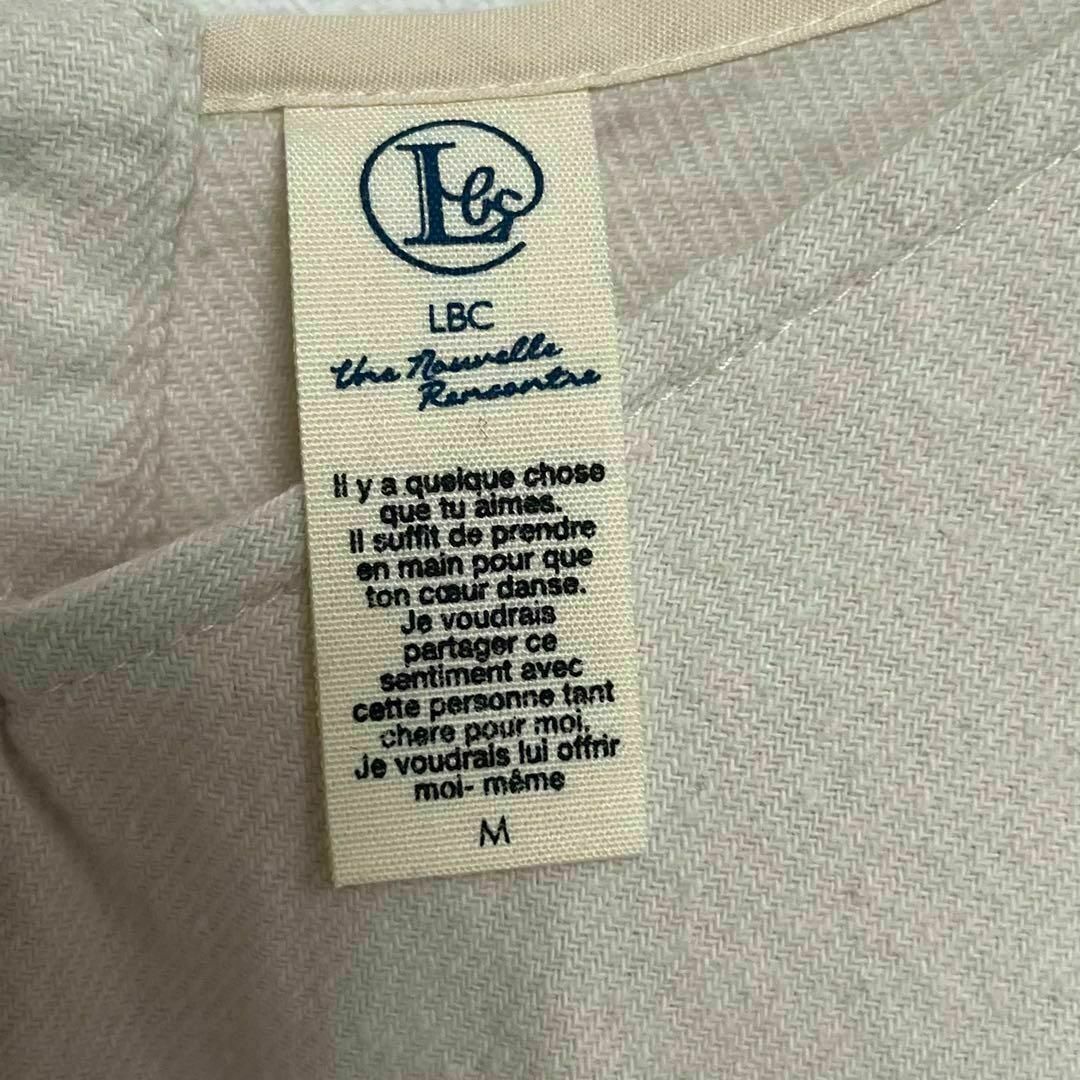 Lbc
LBC
Une Nouvelle
Rencontre
Il y a quelque chose
que tu aimes.
Il suffit de prendre
en main pour que
ton cœur danse.
Je voudrais
partager ce
sentiment avec
cette personne tant
chere pour moi,
Je voudrais lui offrir
moi- même
M